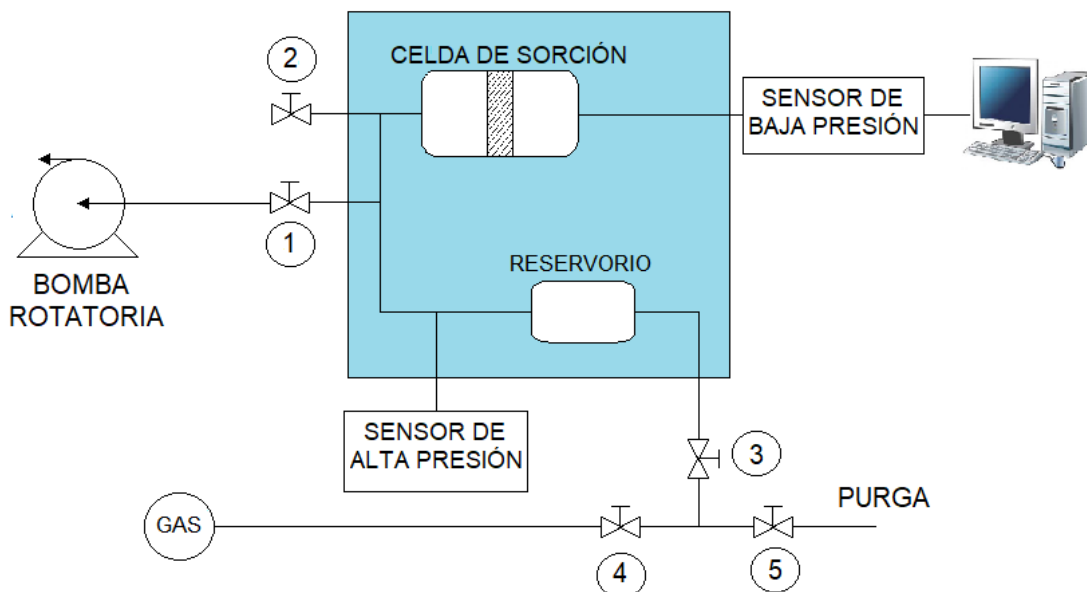 2
CELDA DE SORCIÓN
SENSOR DE
BAJA PRESIÓN
1
BOMBA
ROTATORIA
RESERVORIO
SENSOR DE
ALTA PRESIÓN
3
PURGA
GAS
4
5